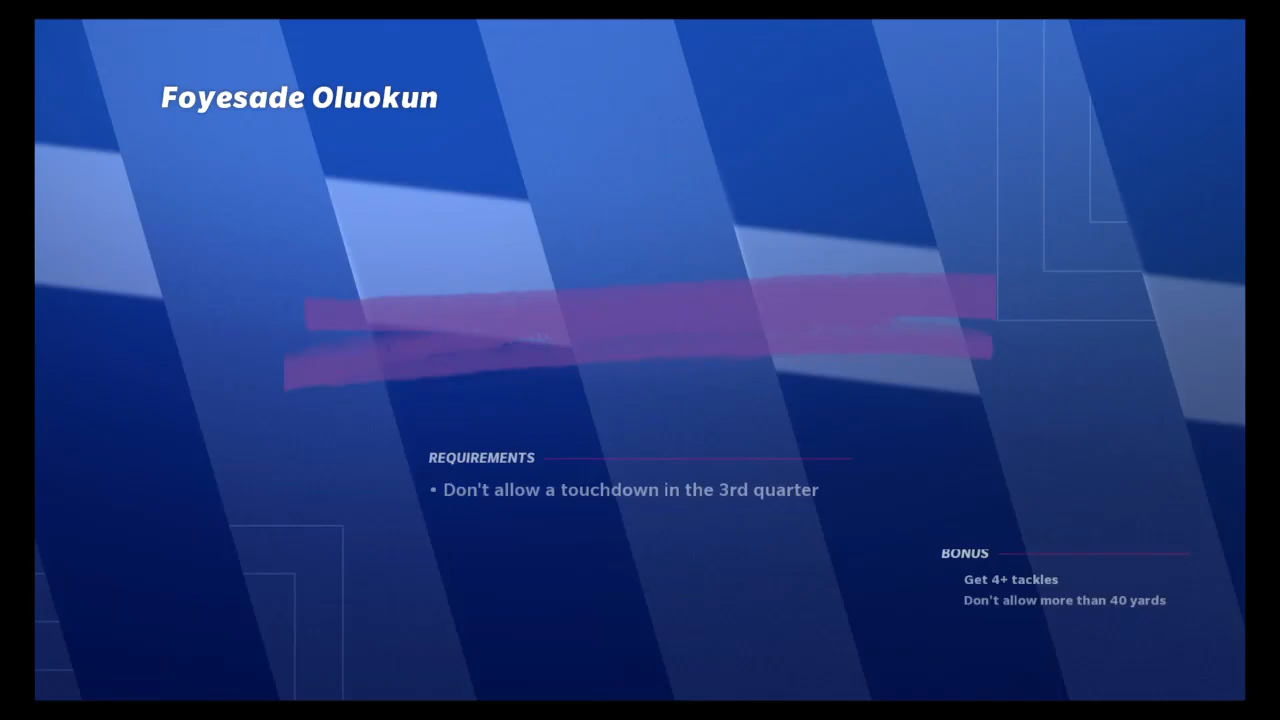 Foyesade Oluokun
REQUIREMENTS
• Don't allow a touchdown in the 3rd quarter
BONUS
Get 4+ tackles
Don't allow more than 40 yards